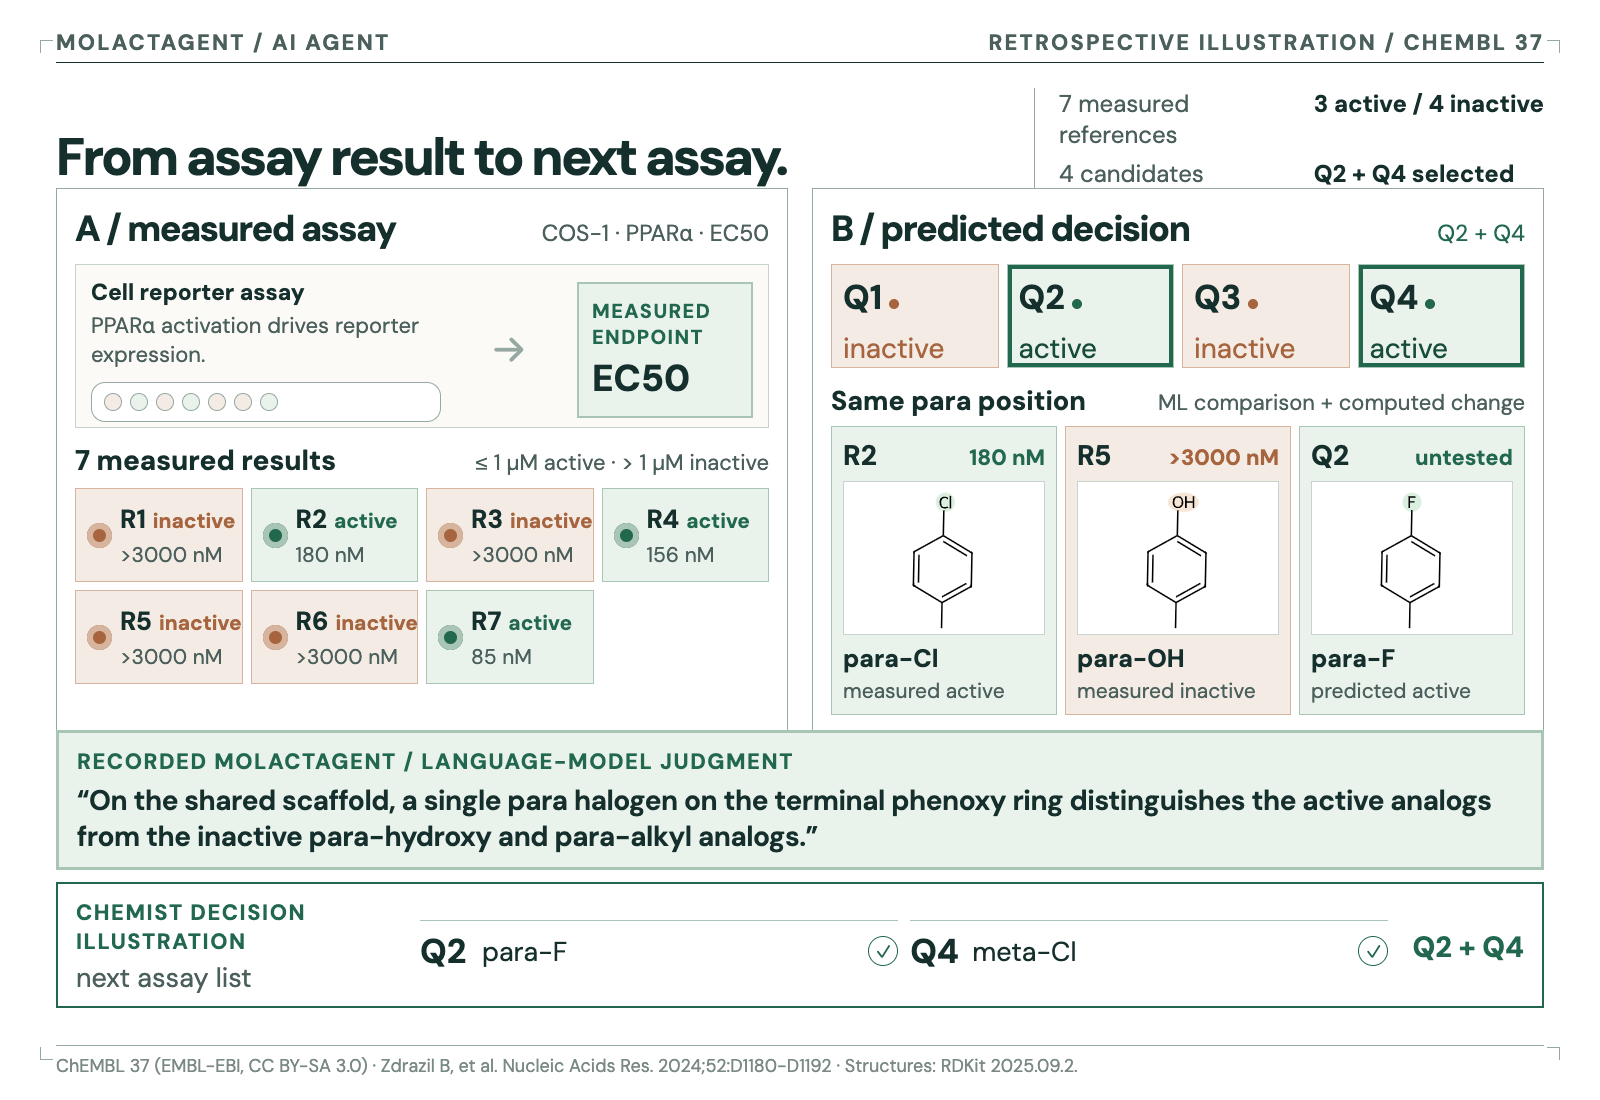 MOLACTAGENT / AI AGENT
RETROSPECTIVE ILLUSTRATION / CHEMBL 37
From assay result to next assay.
7 measured references
3 active / 4 inactive
4 candidates
Q2 + Q4 selected
A / measured assay
COS-1 · PPARα · EC50
Cell reporter assay
PPARα activation drives reporter
expression.
MEASURED
ENDPOINT
EC50
7 measured results
≤ 1 µM active · > 1 µM inactive
R1 inactive
>3000 nM
R2 active
180 nM
R3 inactive
>3000 nM
R4 active
156 nM
R5 inactive
>3000 nM
R6 inactive
>3000 nM
R7 active
85 nM
B / predicted decision
Q2 + Q4
Q1
inactive
Q2
active
Q3
inactive
Q4
active
Same para position
ML comparison + computed change
R2 180 nM
Cl
para-Cl
measured active
R5 >3000 nM
OH
para-OH
measured inactive
Q2 untested
F
para-F
predicted active
RECORDED MOLACTAGENT / LANGUAGE-MODEL JUDGMENT
“On the shared scaffold, a single para halogen on the terminal phenoxy ring distinguishes the active analogs
from the inactive para-hydroxy and para-alkyl analogs.”
CHEMIST DECISION
ILLUSTRATION
next assay list
Q2 para-F
Q4 meta-Cl
Q2 + Q4
ChEMBL 37 (EMBL-EBI, CC BY-SA 3.0) · Zdrazil B, et al. Nucleic Acids Res. 2024;52:D1180-D1192 · Structures: RDKit 2025.09.2.